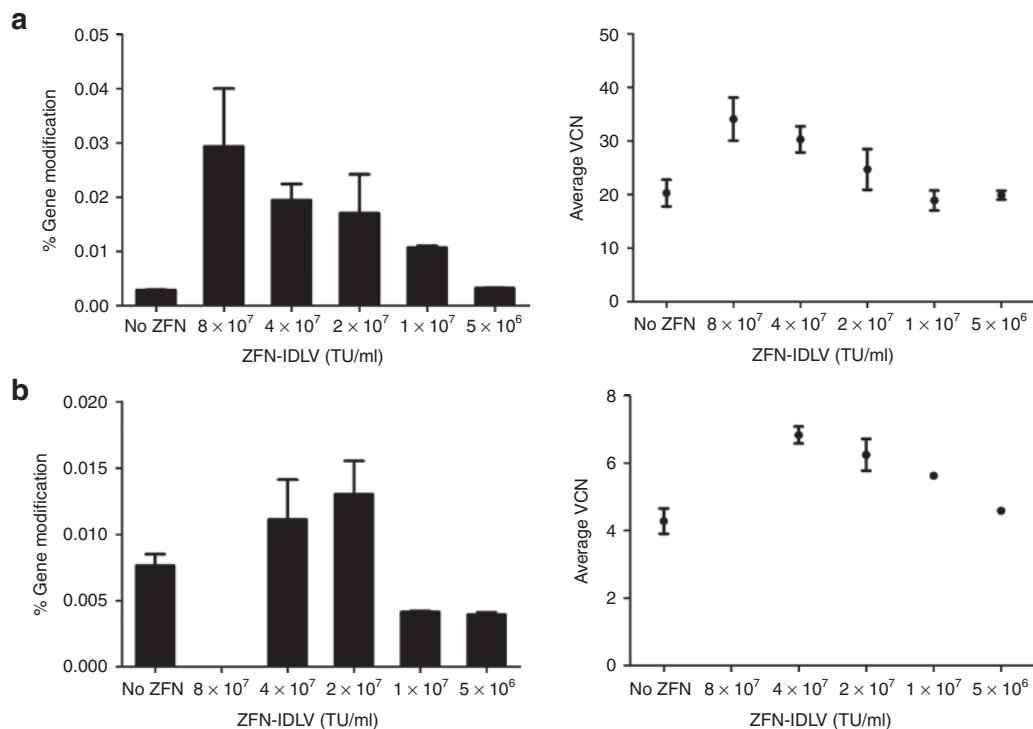 a
% Gene modification
0.05
0.04
0.03
0.02
0.01
0.00
No ZFN 8 × 10⁷ 4 × 10⁷ 2 × 10⁷ 1 × 10⁷ 5 × 10⁶
ZFN-IDLV (TU/ml)
Average VCN
50
40
30
20
10
0
No ZFN 8 × 10⁷ 4 × 10⁷ 2 × 10⁷ 1 × 10⁷ 5 × 10⁶
ZFN-IDLV (TU/ml)
b
% Gene modification
0.020
0.015
0.010
0.005
0.000
No ZFN 8 × 10⁷ 4 × 10⁷ 2 × 10⁷ 1 × 10⁷ 5 × 10⁶
ZFN-IDLV (TU/ml)
Average VCN
8
6
4
2
0
No ZFN 8 × 10⁷ 4 × 10⁷ 2 × 10⁷ 1 × 10⁷ 5 × 10⁶
ZFN-IDLV (TU/ml)